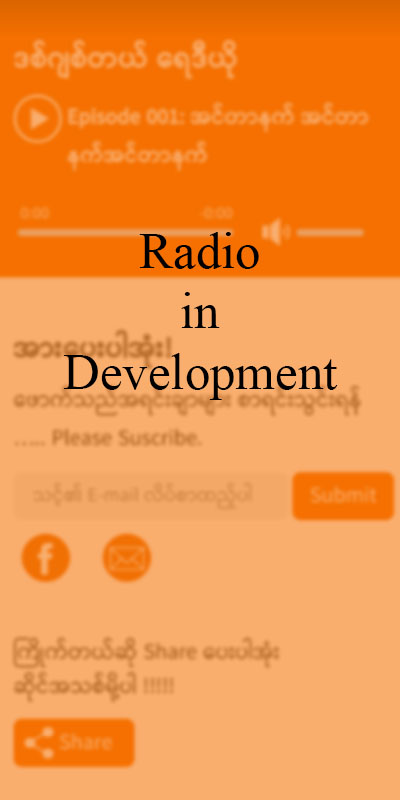 ဒစ်ဂျစ်တယ် ရေဒီယို
Episode 001: အင်တာနက် အင်တာ
နက်အင်တာနက်
0:00 -0:00
Radio
in
အားပေးပါအုံး!
Development
ဖောက်သည်အရင်းချာများ စာရင်းသွင်းရန်
..... Please Suscribe.
သင့်၏ E-mail လိပ်စာထည့်ပါ Submit
ကြိုက်တယ်ဆို Share ပေးပါအုံး
ဆိုင်အသစ်မို့ပါ !!!!!
Share